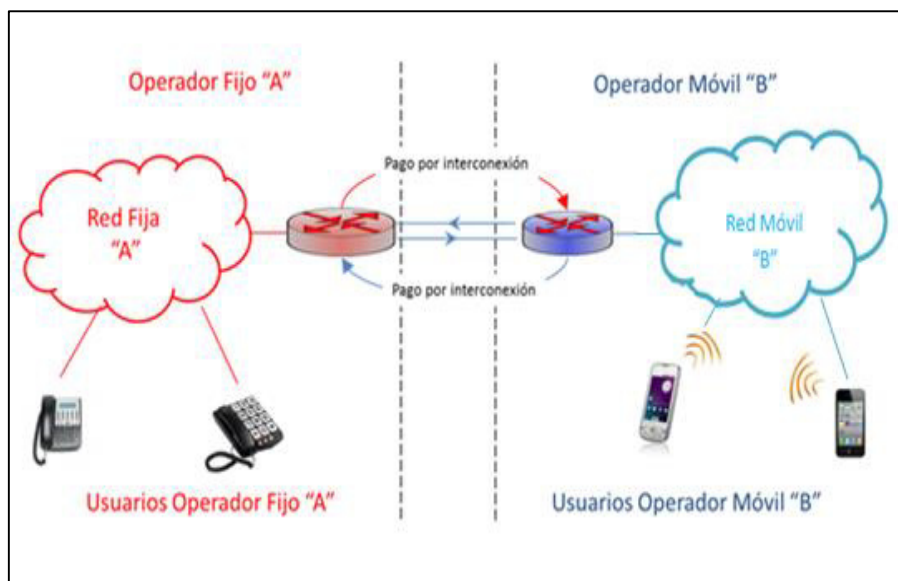 Operador Fijo “A”
Operador Móvil “B”
Pago por interconexión
Red Fija
“A”
Red Móvil
“B”
Pago por interconexión
Usuarios Operador Fijo “A”
Usuarios Operador Móvil “B”